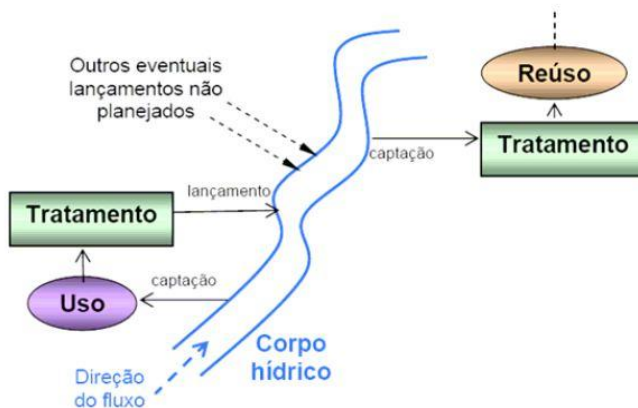 Outros eventuais
lançamentos não
planejados
Reúso
Tratamento
captação
lançamento
Tratamento
captação
Uso
Corpo
hídrico
Direção
do fluxo